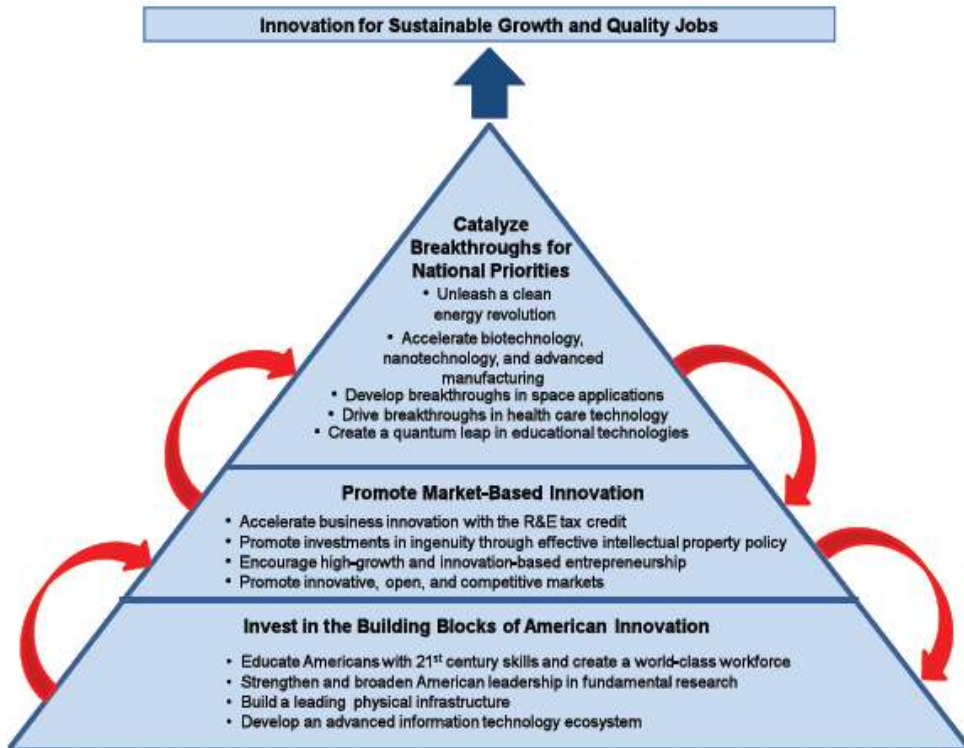 Innovation for Sustainable Growth and Quality Jobs
Catalyze
Breakthroughs for
National Priorities
• Unleash a clean
energy revolution
• Accelerate biotechnology,
nanotechnology, and advanced
manufacturing
• Develop breakthroughs in space applications
• Drive breakthroughs in health care technology
• Create a quantum leap in educational technologies
Promote Market-Based Innovation
• Accelerate business innovation with the R&E tax credit
• Promote investments in ingenuity through effective intellectual property policy
• Encourage high-growth and innovation-based entrepreneurship
• Promote innovative, open, and competitive markets
Invest in the Building Blocks of American Innovation
• Educate Americans with 21st century skills and create a world-class workforce
• Strengthen and broaden American leadership in fundamental research
• Build a leading physical infrastructure
• Develop an advanced information technology ecosystem